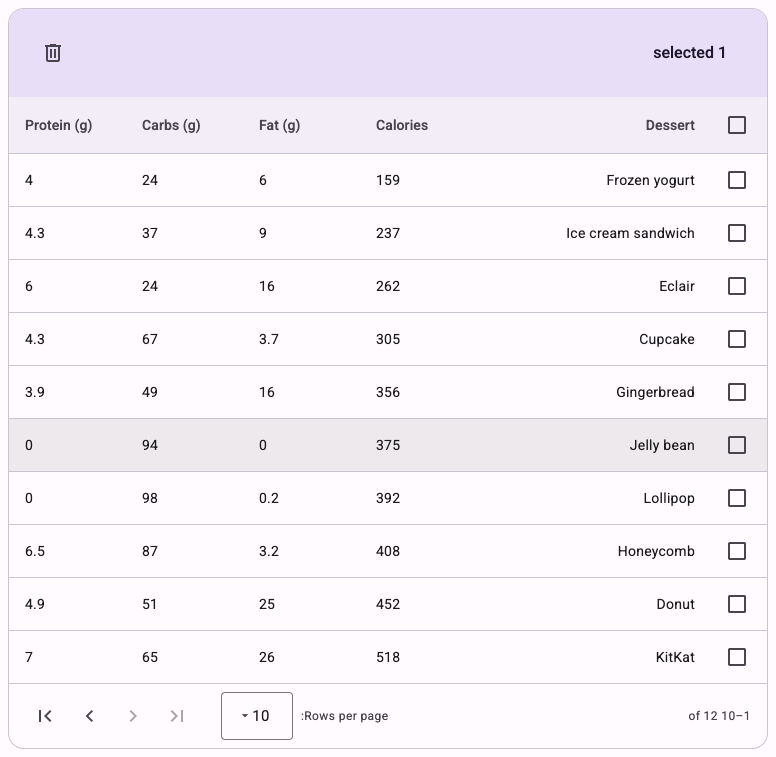 selected 1
Protein (g) Carbs (g) Fat (g) Calories Dessert
4 24 6 159 Frozen yogurt
4.3 37 9 237 Ice cream sandwich
6 24 16 262 Eclair
4.3 67 3.7 305 Cupcake
3.9 49 16 356 Gingerbread
0 94 0 375 Jelly bean
0 98 0.2 392 Lollipop
6.5 87 3.2 408 Honeycomb
4.9 51 25 452 Donut
7 65 26 518 KitKat
10 :Rows per page of 12 10–1